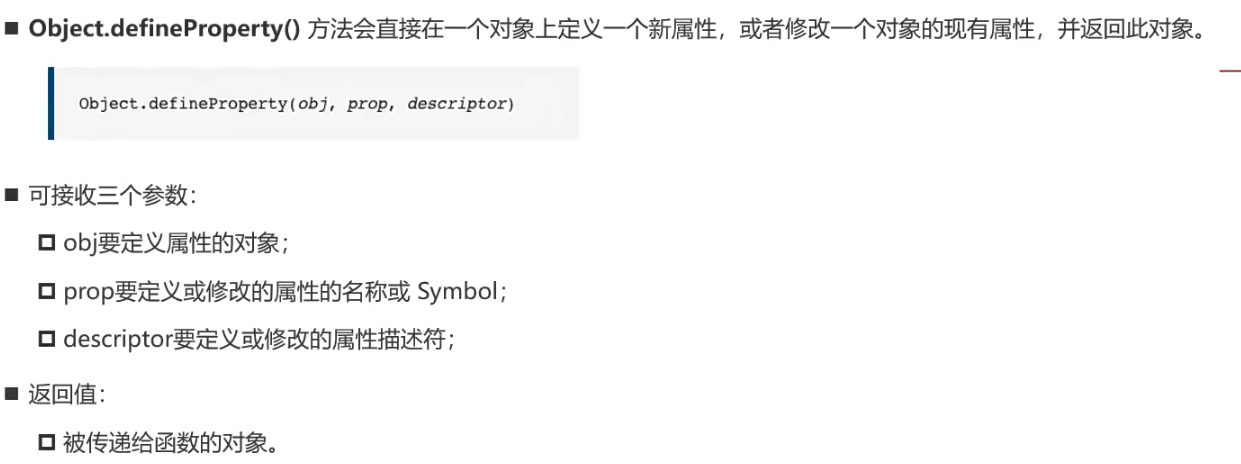 ■ Object.defineProperty() 方法会直接在一个对象上定义一个新属性，或者修改一个对象的现有属性，并返回此对象。
Object.defineProperty(obj, prop, descriptor)
■ 可接收三个参数：
□ obj要定义属性的对象；
□ prop要定义或修改的属性的名称或 Symbol；
□ descriptor要定义或修改的属性描述符；
■ 返回值：
□ 被传递给函数的对象。